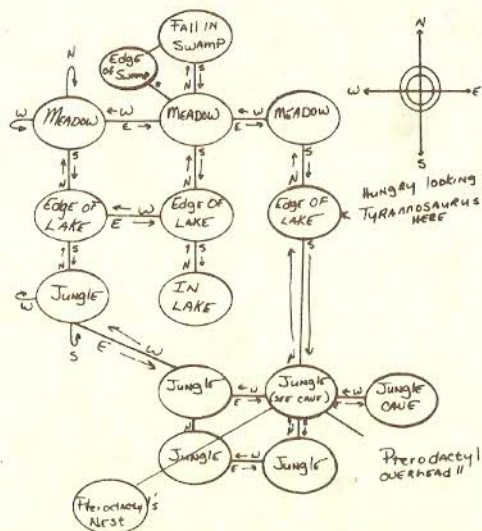 FALL IN
SWAMP
Edge
of Swamp
N
N
S
N
W
E
S
W
MEADOW
W
E
MEADOW
W
E
MEADOW
S
N
S
N
S
N
Edge of
LAKE
W
E
Edge of
LAKE
Edge of
LAKE
HUNGRY LOOKING
TYRANNOSAURUS
HERE
S
N
S
N
S
W
JUNGLE
IN
LAKE
S
E
W
N
JUNGLE
W
E
JUNGLE
(SEE CAVE)
W
E
JUNGLE
CAVE
N
S
N
S
JUNGLE
W
E
JUNGLE
PTERODACTYL
OVERHEAD!!
PTERODACTYL'S
NEST